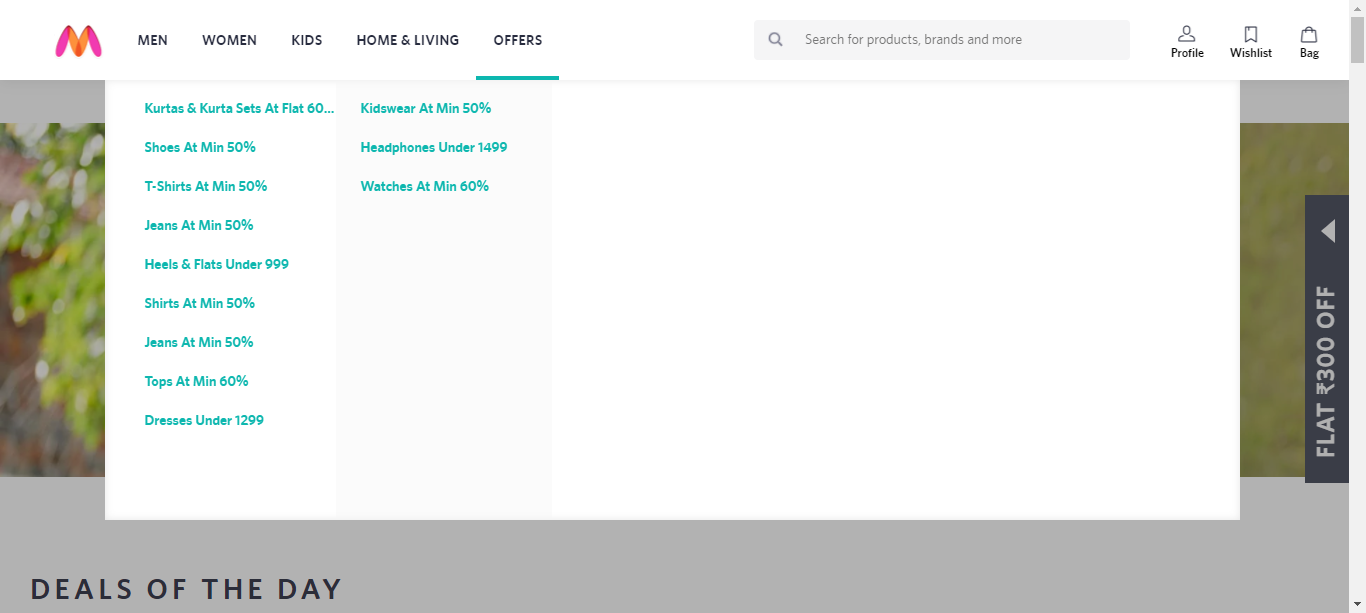 MEN
WOMEN
KIDS
HOME & LIVING
OFFERS
Search for products, brands and more
Profile
Wishlist
Bag
Kurtas & Kurta Sets At Flat 60...
Shoes At Min 50%
T-Shirts At Min 50%
Jeans At Min 50%
Heels & Flats Under 999
Shirts At Min 50%
Jeans At Min 50%
Tops At Min 60%
Dresses Under 1299
Kidswear At Min 50%
Headphones Under 1499
Watches At Min 60%
FLAT ₹300 OFF
DEALS OF THE DAY